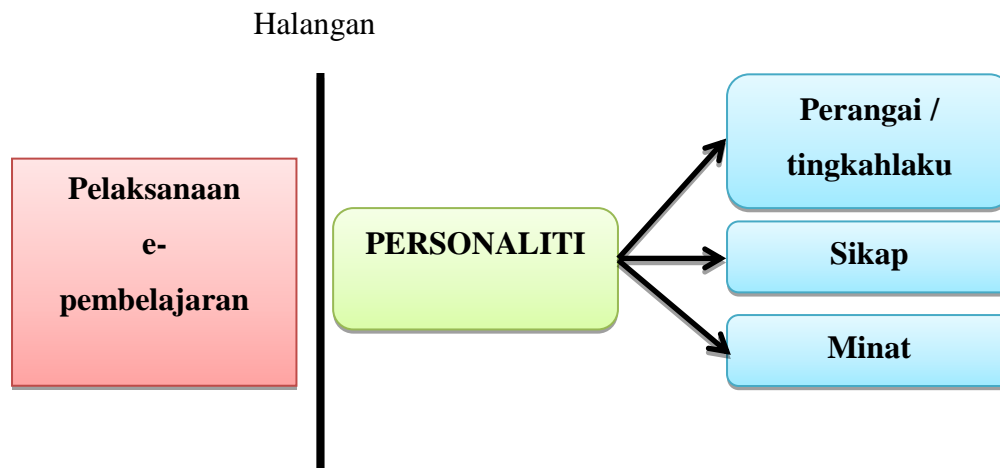 Halangan
Pelaksanaan
e-
pembelajaran
PERSONALITI
Perangai /
tingkahlaku
Sikap
Minat